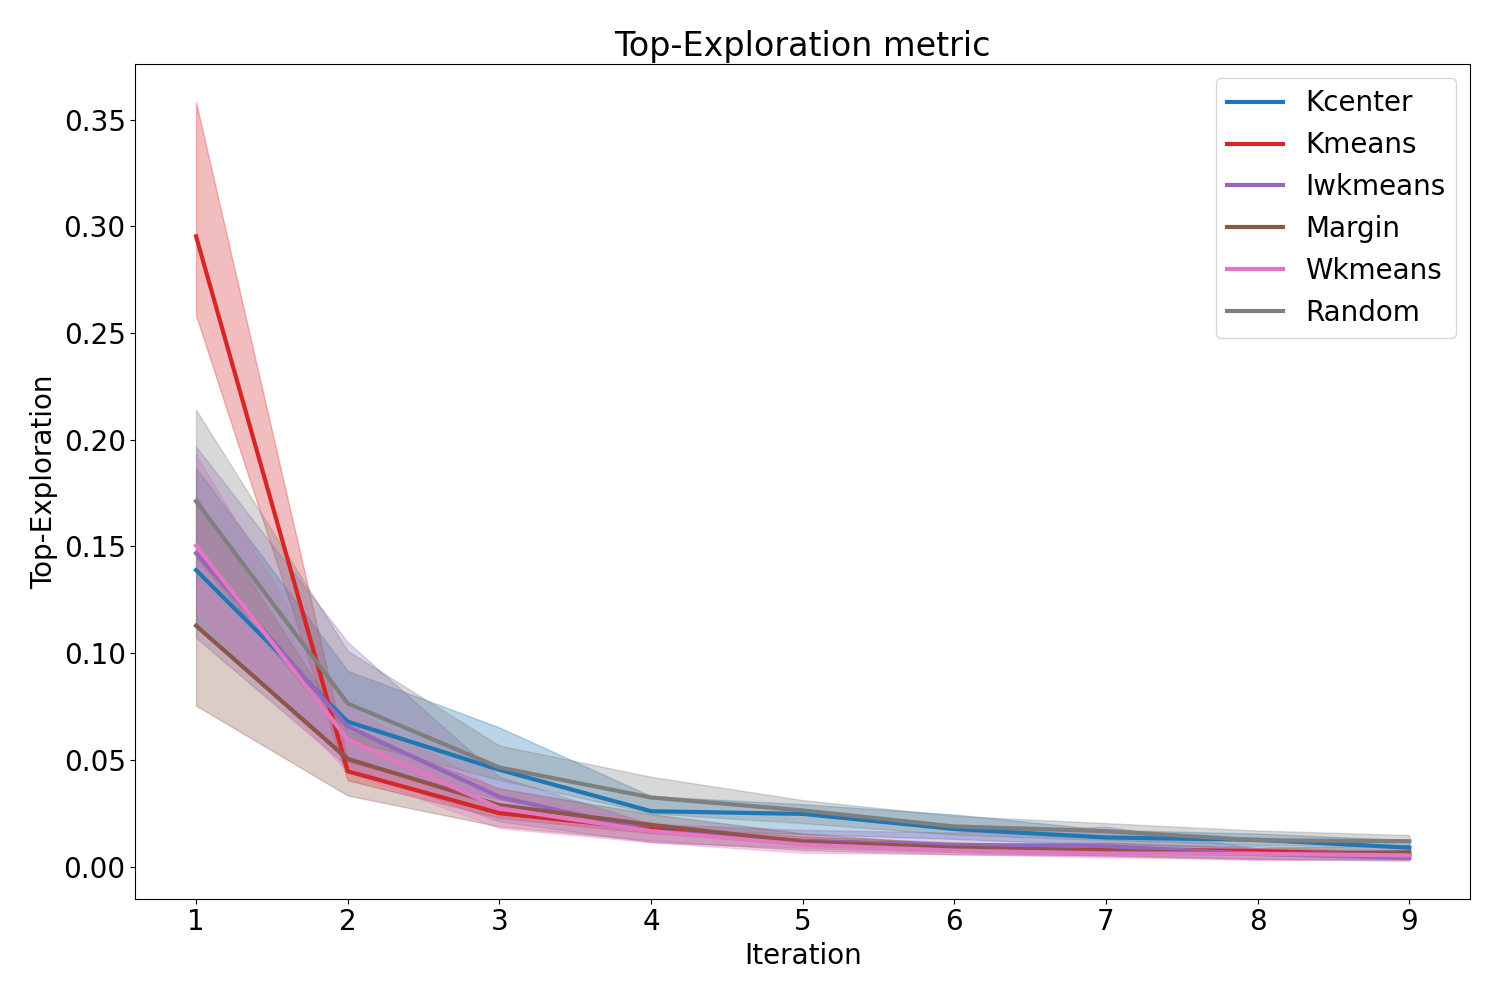 Top-Exploration metric
Kcenter
Kmeans
Iwkmeans
Margin
Wkmeans
Random
Top-Exploration
0.35
0.30
0.25
0.20
0.15
0.10
0.05
0.00
1 2 3 4 5 6 7 8 9
Iteration